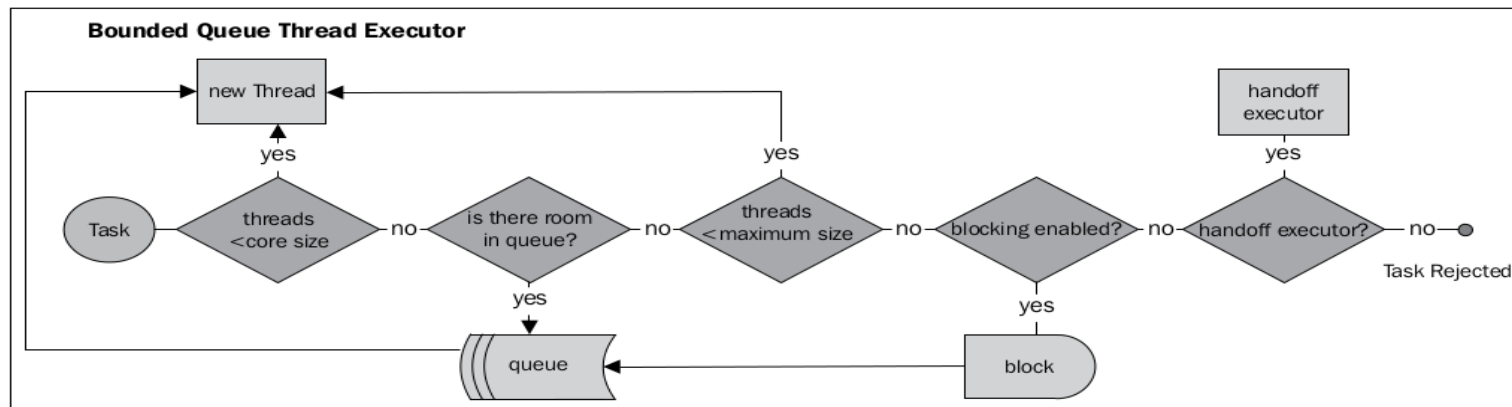 Bounded Queue Thread Executor
new Thread
handoff
executor
yes
yes
yes
Task
threads
<core size
no
is there room
in queue?
no
threads
<maximum size
no
blocking enabled?
no
handoff executor?
no
Task Rejected
yes
yes
queue
block